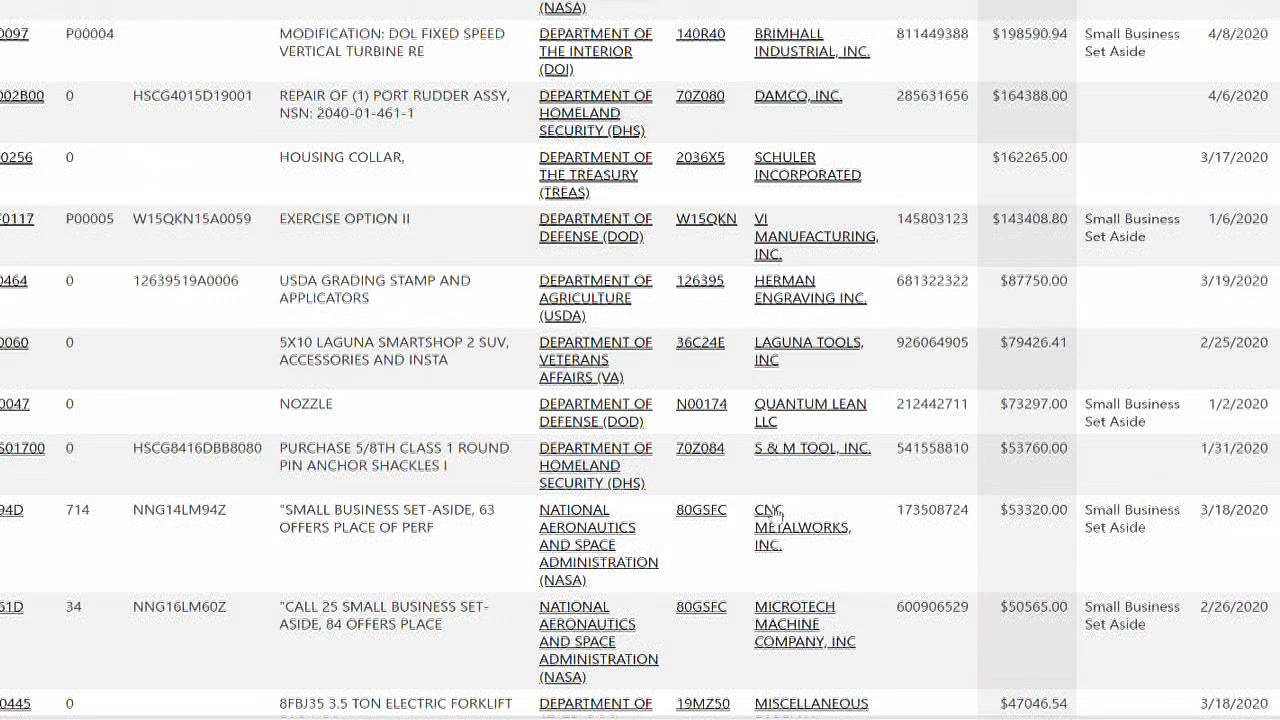 (NASA)
0097 P00004 MODIFICATION: DOL FIXED SPEED DEPARTMENT OF 140R40 BRIMHALL 811449388 $198590.94 Small Business 4/8/2020
VERTICAL TURBINE RE THE INTERIOR INDUSTRIAL, INC. Set Aside
(DOI)
002B00 0 HSCG4015D19001 REPAIR OF (1) PORT RUDDER ASSY, DEPARTMENT OF 70Z080 DAMCO, INC. 285631656 $164388.00 4/6/2020
NSN: 2040-01-461-1 HOMELAND
SECURITY (DHS)
0256 0 HOUSING COLLAR, DEPARTMENT OF 2036X5 SCHULER $162265.00 3/17/2020
THE TREASURY INCORPORATED
(TREAS)
F0117 P00005 W15QKN15A0059 EXERCISE OPTION II DEPARTMENT OF W15QKN VI 145803123 $143408.80 Small Business 1/6/2020
DEFENSE (DOD) MANUFACTURING, Set Aside
INC.
0464 0 12639519A0006 USDA GRADING STAMP AND DEPARTMENT OF 126395 HERMAN 681322322 $87750.00 3/19/2020
APPLICATORS AGRICULTURE ENGRAVING INC.
(USDA)
0060 0 5X10 LAGUNA SMARTSHOP 2 SUV, DEPARTMENT OF 36C24E LAGUNA TOOLS, 926064905 $79426.41 2/25/2020
ACCESSORIES AND INSTA VETERANS INC
AFFAIRS (VA)
0047 0 NOZZLE DEPARTMENT OF N00174 QUANTUM LEAN 212442711 $73297.00 Small Business 1/2/2020
DEFENSE (DOD) LLC Set Aside
S01700 0 HSCG8416DBB8080 PURCHASE 5/8TH CLASS 1 ROUND DEPARTMENT OF 70Z084 S & M TOOL, INC. 541558810 $53760.00 1/31/2020
PIN ANCHOR SHACKLES I HOMELAND
SECURITY (DHS)
94D 714 NNG14LM94Z "SMALL BUSINESS SET-ASIDE, 63 NATIONAL 80GSFC CNC 173508724 $53320.00 Small Business 3/18/2020
OFFERS PLACE OF PERF AERONAUTICS METALWORKS, Set Aside
AND SPACE INC.
ADMINISTRATION
(NASA)
61D 34 NNG16LM60Z "CALL 25 SMALL BUSINESS SET- NATIONAL 80GSFC MICROTECH 600906529 $50565.00 Small Business 2/26/2020
ASIDE, 84 OFFERS PLACE AERONAUTICS MACHINE Set Aside
AND SPACE COMPANY, INC
ADMINISTRATION
(NASA)
0445 0 8FBJ35 3.5 TON ELECTRIC FORKLIFT DEPARTMENT OF 19MZ50 MISCELLANEOUS $47046.54 3/18/2020